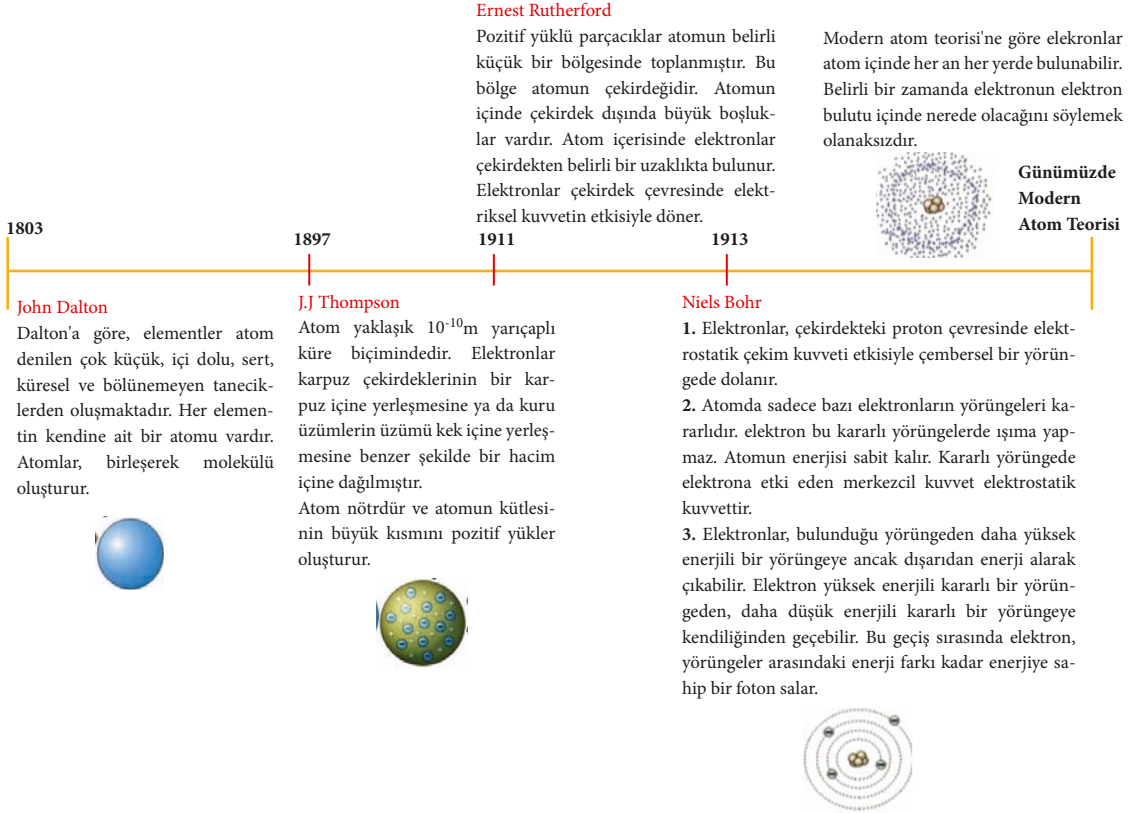 Ernest Rutherford
Pozitif yüklü parçacıklar atomun belirli
küçük bir bölgesinde toplanmıştır. Bu
bölge atomun çekirdeğidir. Atomun
içinde çekirdek dışında büyük boşluk-
lar vardır. Atom içerisinde elektronlar
çekirdekten belirli bir uzaklıkta bulunur.
Elektronlar çekirdek çevresinde elekt-
riksel kuvvetin etkisiyle döner.
Modern atom teorisi'ne göre elekronlar
atom içinde her an her yerde bulunabilir.
Belirli bir zamanda elektronun elektron
bulutu içinde nerede olacağını söylemek
olanaksızdır.
Günümüzde
Modern
Atom Teorisi
1803
1897
1911
1913
John Dalton
Dalton'a göre, elementler atom
denilen çok küçük, içi dolu, sert,
küresel ve bölünemeyen tanecik-
lerden oluşmaktadır. Her elemen-
tin kendine ait bir atomu vardır.
Atomlar, birleşerek molekülü
oluşturur.
J.J Thompson
Atom yaklaşık 10⁻¹⁰m yarıçaplı
küre biçimindedir. Elektronlar
karpuz çekirdeklerinin bir kar-
puz içine yerleşmesine ya da kuru
üzümlerin üzümü kek içine yerleş-
mesine benzer şekilde bir hacim
içine dağılmıştır.
Atom nötrdür ve atomun kütlesi-
nin büyük kısmını pozitif yükler
oluşturur.
Niels Bohr
1. Elektronlar, çekirdekteki proton çevresinde elekt-
rostatik çekim kuvveti etkisiyle çembersel bir yörün-
gede dolanır.
2. Atomda sadece bazı elektronların yörüngeleri ka-
rarlıdır. elektron bu kararlı yörüngelerde ışıma yap-
maz. Atomun enerjisi sabit kalır. Kararlı yörüngede
elektrona etki eden merkezcil kuvvet elektrostatik
kuvvettir.
3. Elektronlar, bulunduğu yörüngeden daha yüksek
enerjili bir yörüngeye ancak dışarıdan enerji alarak
çıkabilir. Elektron yüksek enerjili kararlı bir yörün-
geden, daha düşük enerjili kararlı bir yörüngeye
kendiliğinden geçebilir. Bu geçiş sırasında elektron,
yörüngeler arasındaki enerji farkı kadar enerjiye sa-
hip bir foton salar.